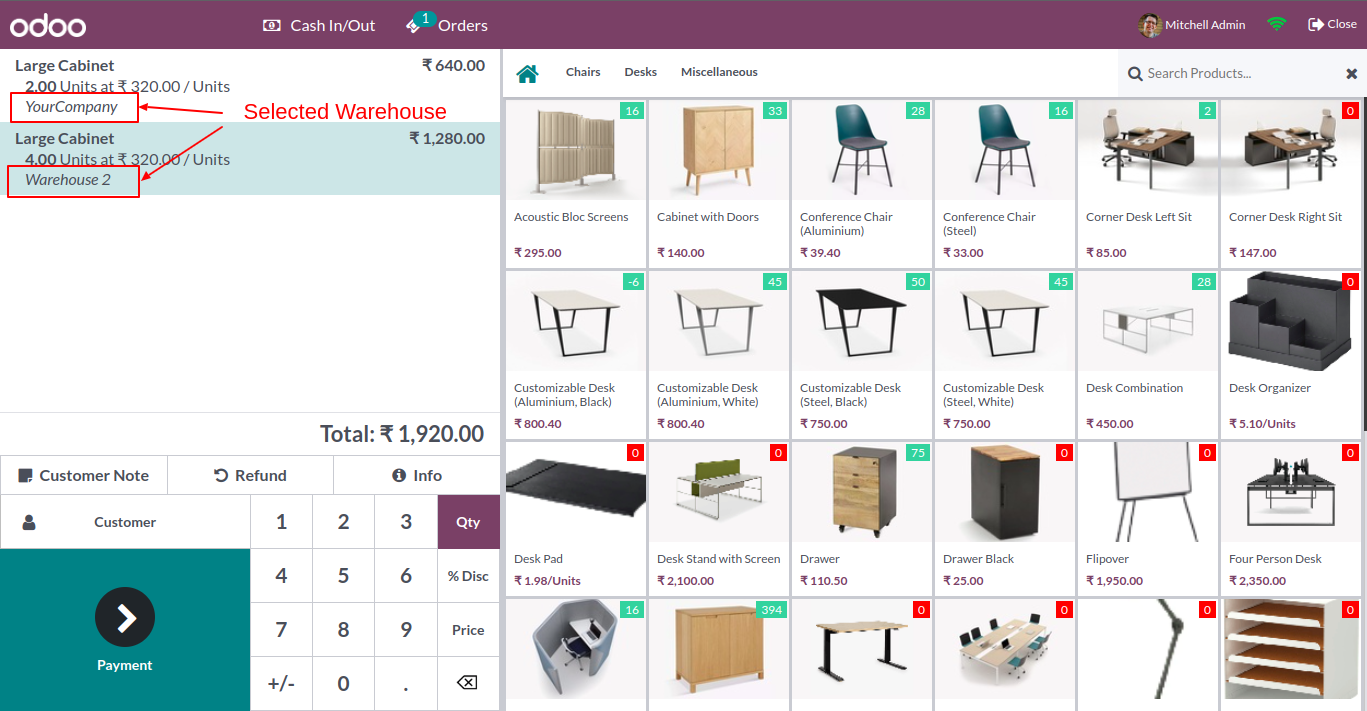 odoo
Cash In/Out
1
Orders
Mitchell Admin
Close
Large Cabinet
₹ 640.00
2.00 Units at ₹ 320.00 / Units
YourCompany
Selected Warehouse
Large Cabinet
₹ 1,280.00
4.00 Units at ₹ 320.00 / Units
Warehouse 2
Total: ₹ 1,920.00
Customer Note
Refund
Info
Customer
1
2
3
Qty
4
5
6
% Disc
7
8
9
Price
+/-
0
.
Payment
Chairs
Desks
Miscellaneous
Search Products...
16
33
28
16
2
0
Acoustic Bloc Screens
₹ 295.00
Cabinet with Doors
₹ 140.00
Conference Chair
(Aluminium)
₹ 39.40
Conference Chair
(Steel)
₹ 33.00
Corner Desk Left Sit
₹ 85.00
Corner Desk Right Sit
₹ 147.00
-6
45
50
45
28
0
Customizable Desk
(Aluminium, Black)
₹ 800.40
Customizable Desk
(Aluminium, White)
₹ 800.40
Customizable Desk
(Steel, Black)
₹ 750.00
Customizable Desk
(Steel, White)
₹ 750.00
Desk Combination
₹ 450.00
Desk Organizer
₹ 5.10/Units
0
0
75
0
0
0
Desk Pad
₹ 1.98/Units
Desk Stand with Screen
₹ 2,100.00
Drawer
₹ 110.50
Drawer Black
₹ 25.00
Flipover
₹ 1,950.00
Four Person Desk
₹ 2,350.00
16
394
0
0
0
0